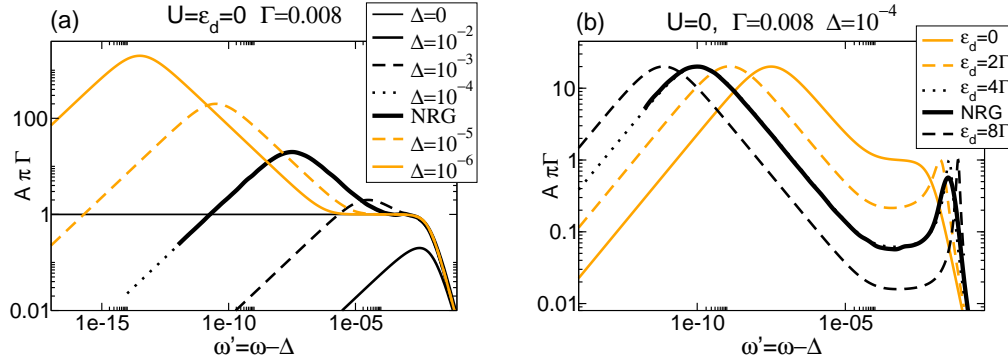 (a)
U=ε_d=0 Γ=0.008
Δ=0
Δ=10⁻²
Δ=10⁻³
Δ=10⁻⁴
NRG
Δ=10⁻⁵
Δ=10⁻⁶
A π Γ
100
1
0.01
1e-15
1e-10
1e-05
ω'=ω−Δ
(b)
U=0, Γ=0.008 Δ=10⁻⁴
ε_d=0
ε_d=2Γ
ε_d=4Γ
NRG
ε_d=8Γ
A π Γ
10
1
0.1
0.01
1e-10
1e-05
ω'=ω−Δ